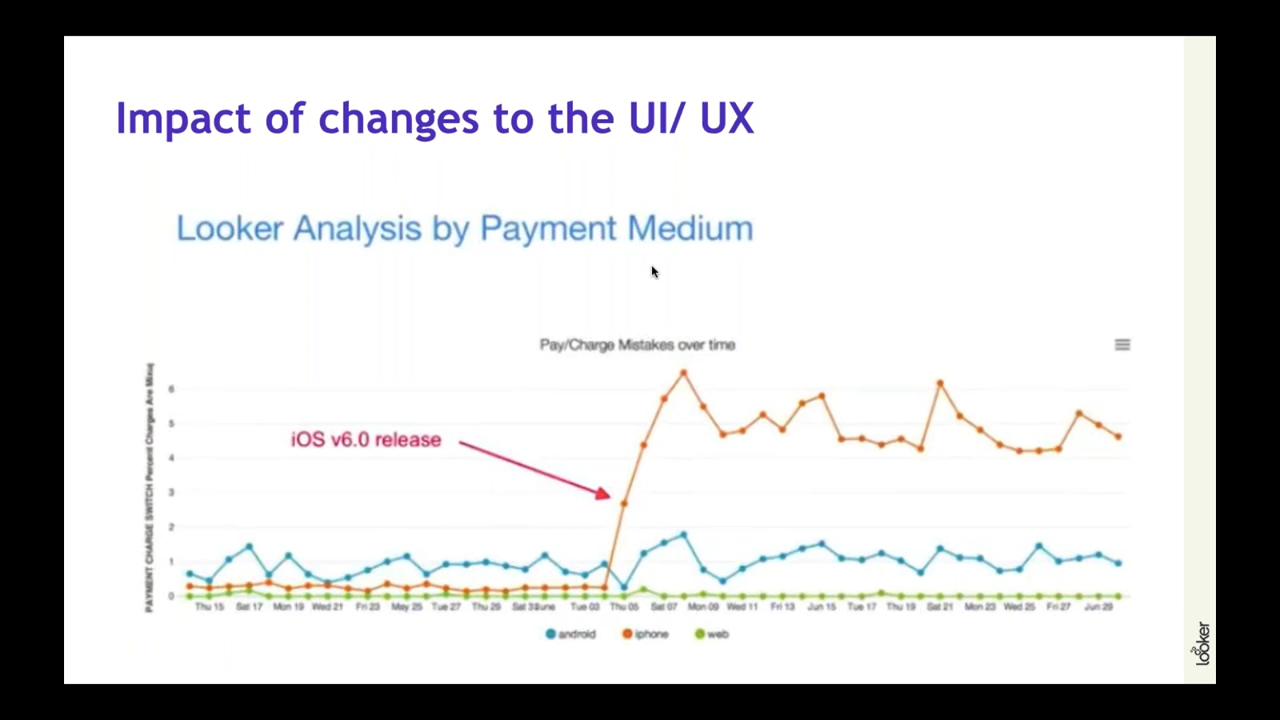 Impact of changes to the UI/ UX
Looker Analysis by Payment Medium
Pay/Charge Mistakes over time
PAYMENT CHARGE SWITCH Percent Charges Are
6
5
4
3
2
1
0
iOS v6.0 release
Thu 15 Sat 17 Mon 19 Wed 21 Fri 23 May 25 Tue 27 Thu 29 Sat 31 June Tue 03 Thu 05 Sat 07 Mon 09 Wed 11 Fri 13 Jun 15 Tue 17 Thu 19 Sat 21 Mon 23 Wed 25 Fri 27 Jun 29
android iphone web
looker